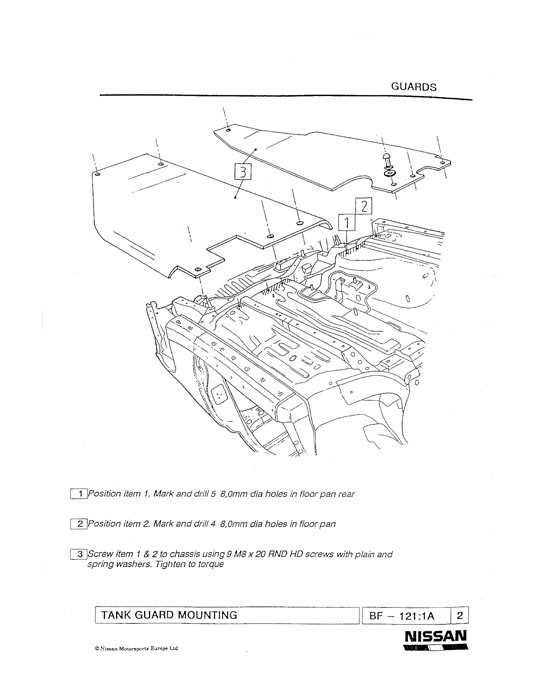 GUARDS
3
2
1
1 Position item 1. Mark and drill 5 8,0mm dia holes in floor pan rear
2 Position item 2. Mark and drill 4 8,0mm dia holes in floor pan
3 Screw item 1 & 2 to chassis using 9 M8 x 20 RND HD screws with plain and
spring washers. Tighten to torque
TANK GUARD MOUNTING BF – 121:1A 2
NISSAN
© Nissan Motorsports Europe Ltd